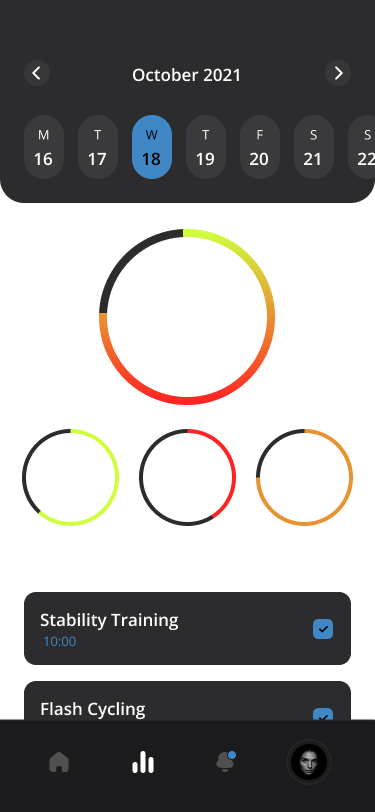 October 2021
M T W T F S S
16 17 18 19 20 21 22
Stability Training
10:00
Flash Cycling